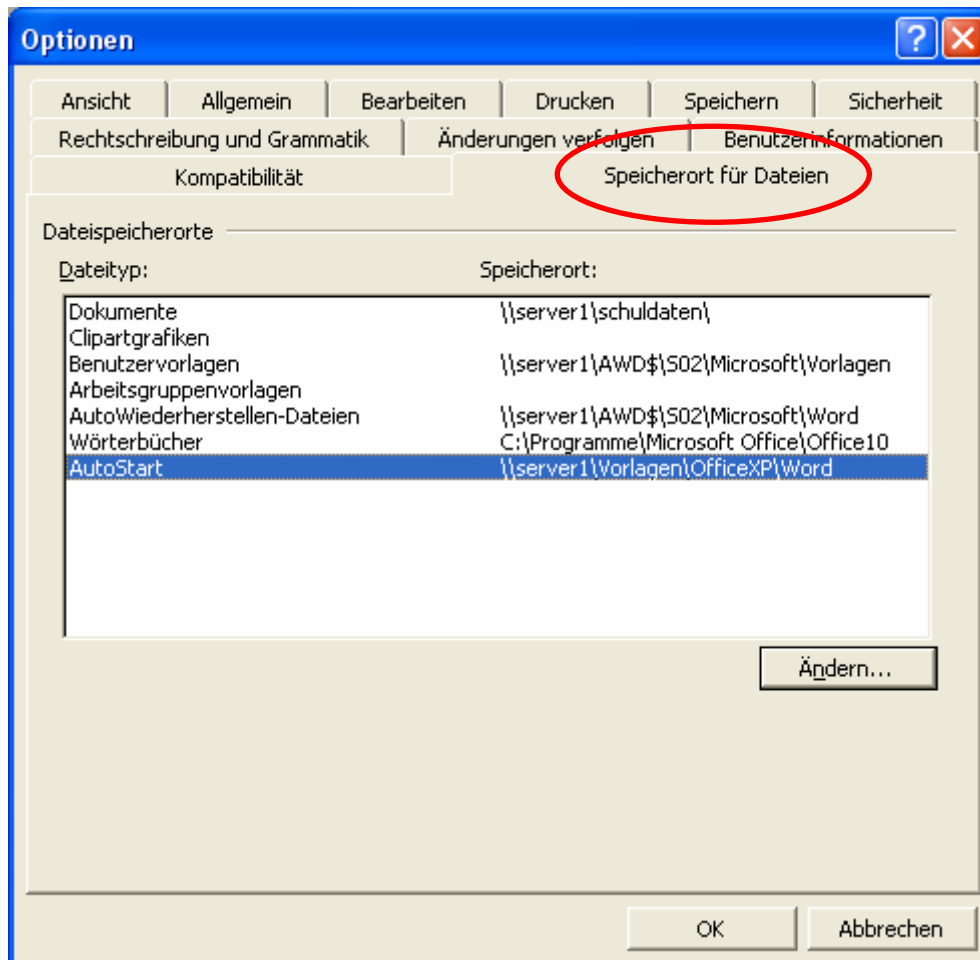 Optionen
Ansicht Allgemein Bearbeiten Drucken Speichern Sicherheit
Rechtschreibung und Grammatik Änderungen verfolgen Benutzerinformationen
Kompatibilität Speicherort für Dateien
Dateispeicherorte
Dateityp: Speicherort:
Dokumente \\server1\schuldaten\
Clipartgrafiken
Benutzervorlagen \\server1\AWD$\S02\Microsoft\Vorlagen
Arbeitsgruppenvorlagen
AutoWiederherstellen-Dateien \\server1\AWD$\S02\Microsoft\Word
Wörterbücher C:\Programme\Microsoft Office\Office10
AutoStart \\server1\Vorlagen\OfficeXP\Word
Ändern...
OK Abbrechen